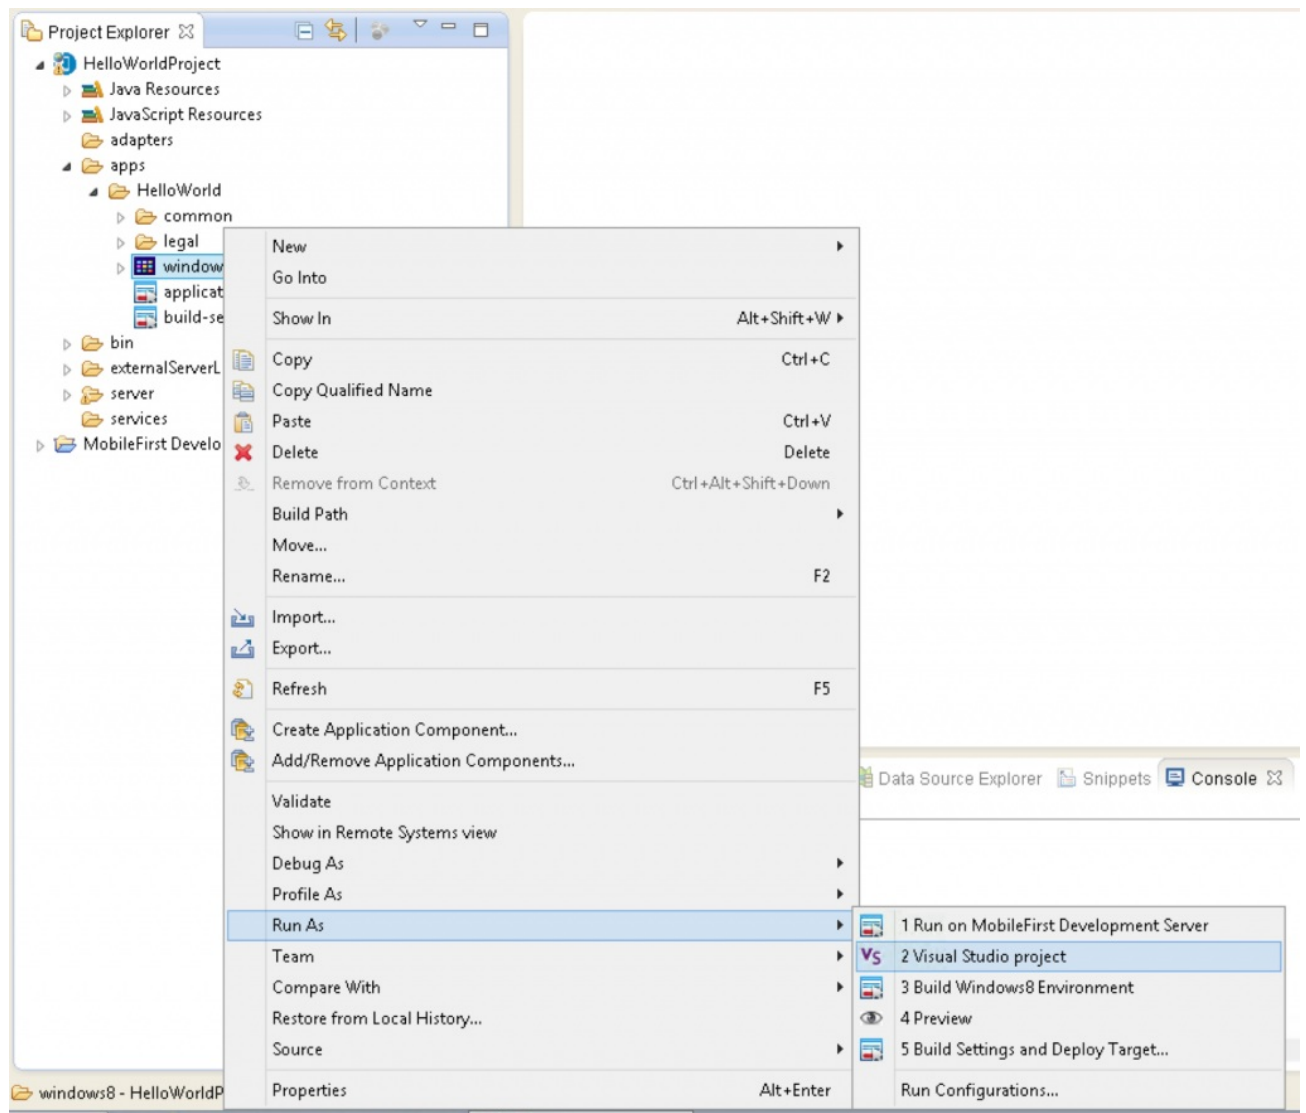 Project Explorer
HelloWorldProject
Java Resources
JavaScript Resources
adapters
apps
HelloWorld
common
legal
window
applicat
build-se
bin
externalServerL
server
services
MobileFirst Develo
New
Go Into
Show In Alt+Shift+W
Copy Ctrl+C
Copy Qualified Name
Paste Ctrl+V
Delete Delete
Remove from Context Ctrl+Alt+Shift+Down
Build Path
Move...
Rename... F2
Import...
Export...
Refresh F5
Create Application Component...
Add/Remove Application Components...
Validate
Show in Remote Systems view
Debug As
Profile As
Run As
Team
Compare With
Restore from Local History...
Source
Properties Alt+Enter
Data Source Explorer Snippets Console
1 Run on MobileFirst Development Server
VS 2 Visual Studio project
3 Build Windows8 Environment
4 Preview
5 Build Settings and Deploy Target...
Run Configurations...
windows8 - HelloWorldP